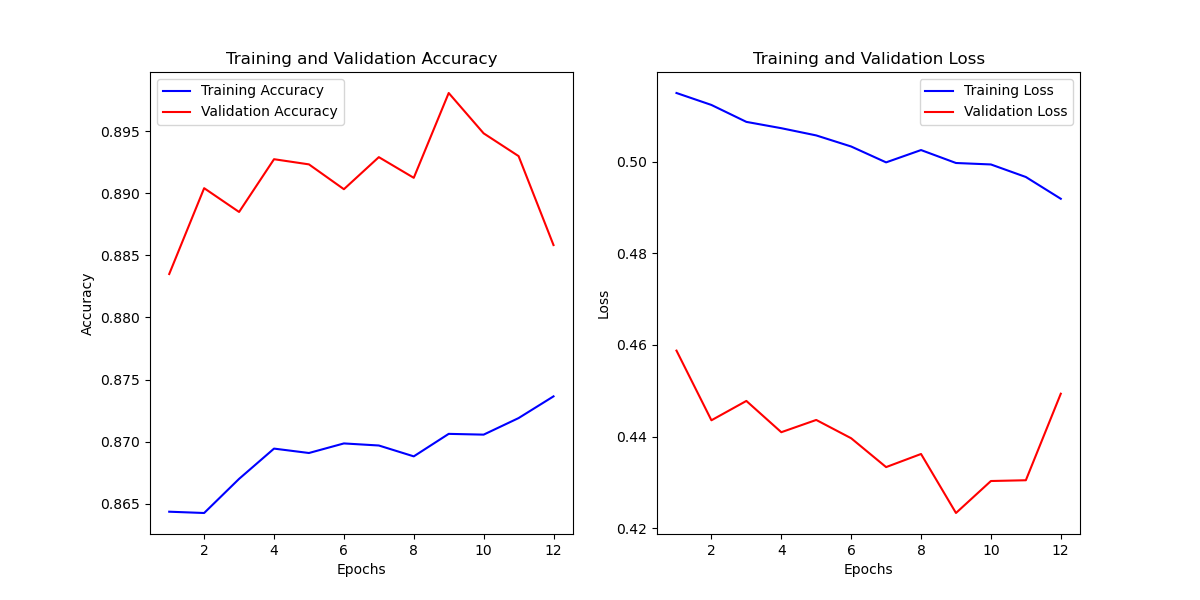 Training and Validation Accuracy
Training Accuracy
Validation Accuracy
0.895
0.890
0.885
0.880
0.875
0.870
0.865
Accuracy
2 4 6 8 10 12
Epochs
Training and Validation Loss
Training Loss
Validation Loss
0.50
0.48
0.46
0.44
0.42
Loss
2 4 6 8 10 12
Epochs